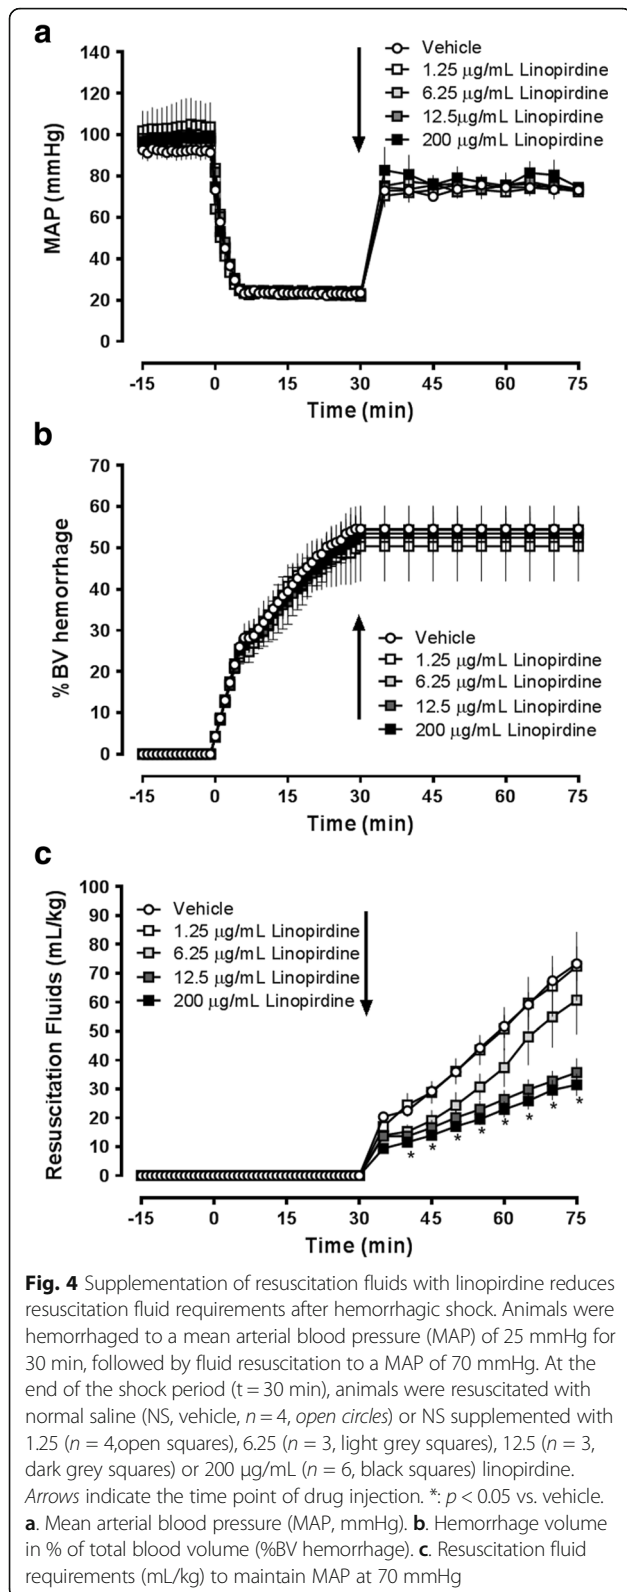 a
140
120
100
80
60
40
20
0
MAP (mmHg)
Vehicle
1.25 µg/mL Linopirdine
6.25 µg/mL Linopirdine
12.5µg/mL Linopirdine
200 µg/mL Linopirdine
-15 0 15 30 45 60 75
Time (min)
b
70
60
50
40
30
20
10
0
%BV hemorrhage
Vehicle
1.25 µg/mL Linopirdine
6.25 µg/mL Linopirdine
12.5 µg/mL Linopirdine
200 µg/mL Linopirdine
-15 0 15 30 45 60 75
Time (min)
c
100
90
80
70
60
50
40
30
20
10
0
Resuscitation Fluids (mL/kg)
Vehicle
1.25 µg/mL Linopirdine
6.25 µg/mL Linopirdine
12.5 µg/mL Linopirdine
200 µg/mL Linopirdine
* * * * * * * *
-15 0 15 30 45 60 75
Time (min)
Fig. 4 Supplementation of resuscitation fluids with linopirdine reduces
resuscitation fluid requirements after hemorrhagic shock. Animals were
hemorrhaged to a mean arterial blood pressure (MAP) of 25 mmHg for
30 min, followed by fluid resuscitation to a MAP of 70 mmHg. At the
end of the shock period (t = 30 min), animals were resuscitated with
normal saline (NS, vehicle, n = 4, open circles) or NS supplemented with
1.25 (n = 4,open squares), 6.25 (n = 3, light grey squares), 12.5 (n = 3,
dark grey squares) or 200 µg/mL (n = 6, black squares) linopirdine.
Arrows indicate the time point of drug injection. *: p < 0.05 vs. vehicle.
a. Mean arterial blood pressure (MAP, mmHg). b. Hemorrhage volume
in % of total blood volume (%BV hemorrhage). c. Resuscitation fluid
requirements (mL/kg) to maintain MAP at 70 mmHg